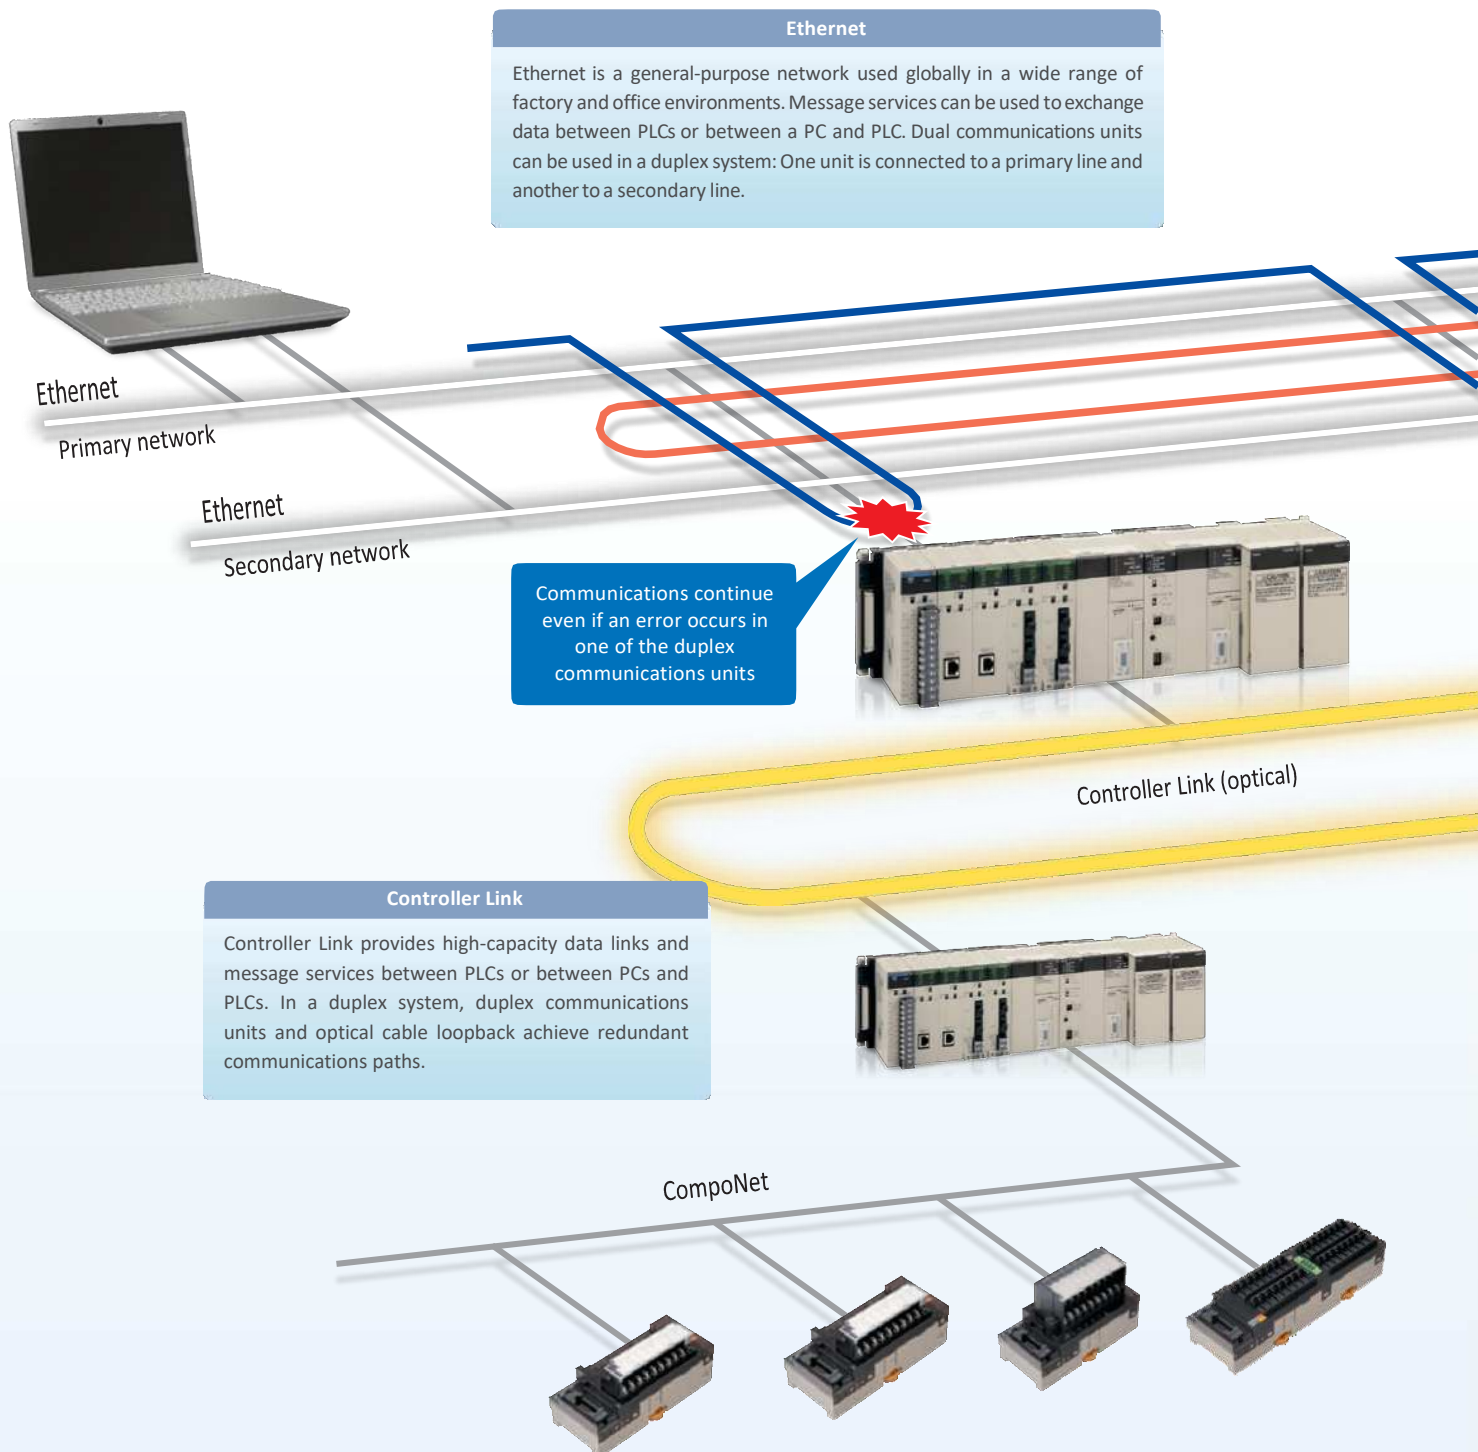 Ethernet
Ethernet is a general-purpose network used globally in a wide range of
factory and office environments. Message services can be used to exchange
data between PLCs or between a PC and PLC. Dual communications units
can be used in a duplex system: One unit is connected to a primary line and
another to a secondary line.
Ethernet
Primary network
Ethernet
Secondary network
Communications continue
even if an error occurs in
one of the duplex
communications units
Controller Link (optical)
Controller Link
Controller Link provides high-capacity data links and
message services between PLCs or between PCs and
PLCs. In a duplex system, duplex communications
units and optical cable loopback achieve redundant
communications paths.
CompoNet